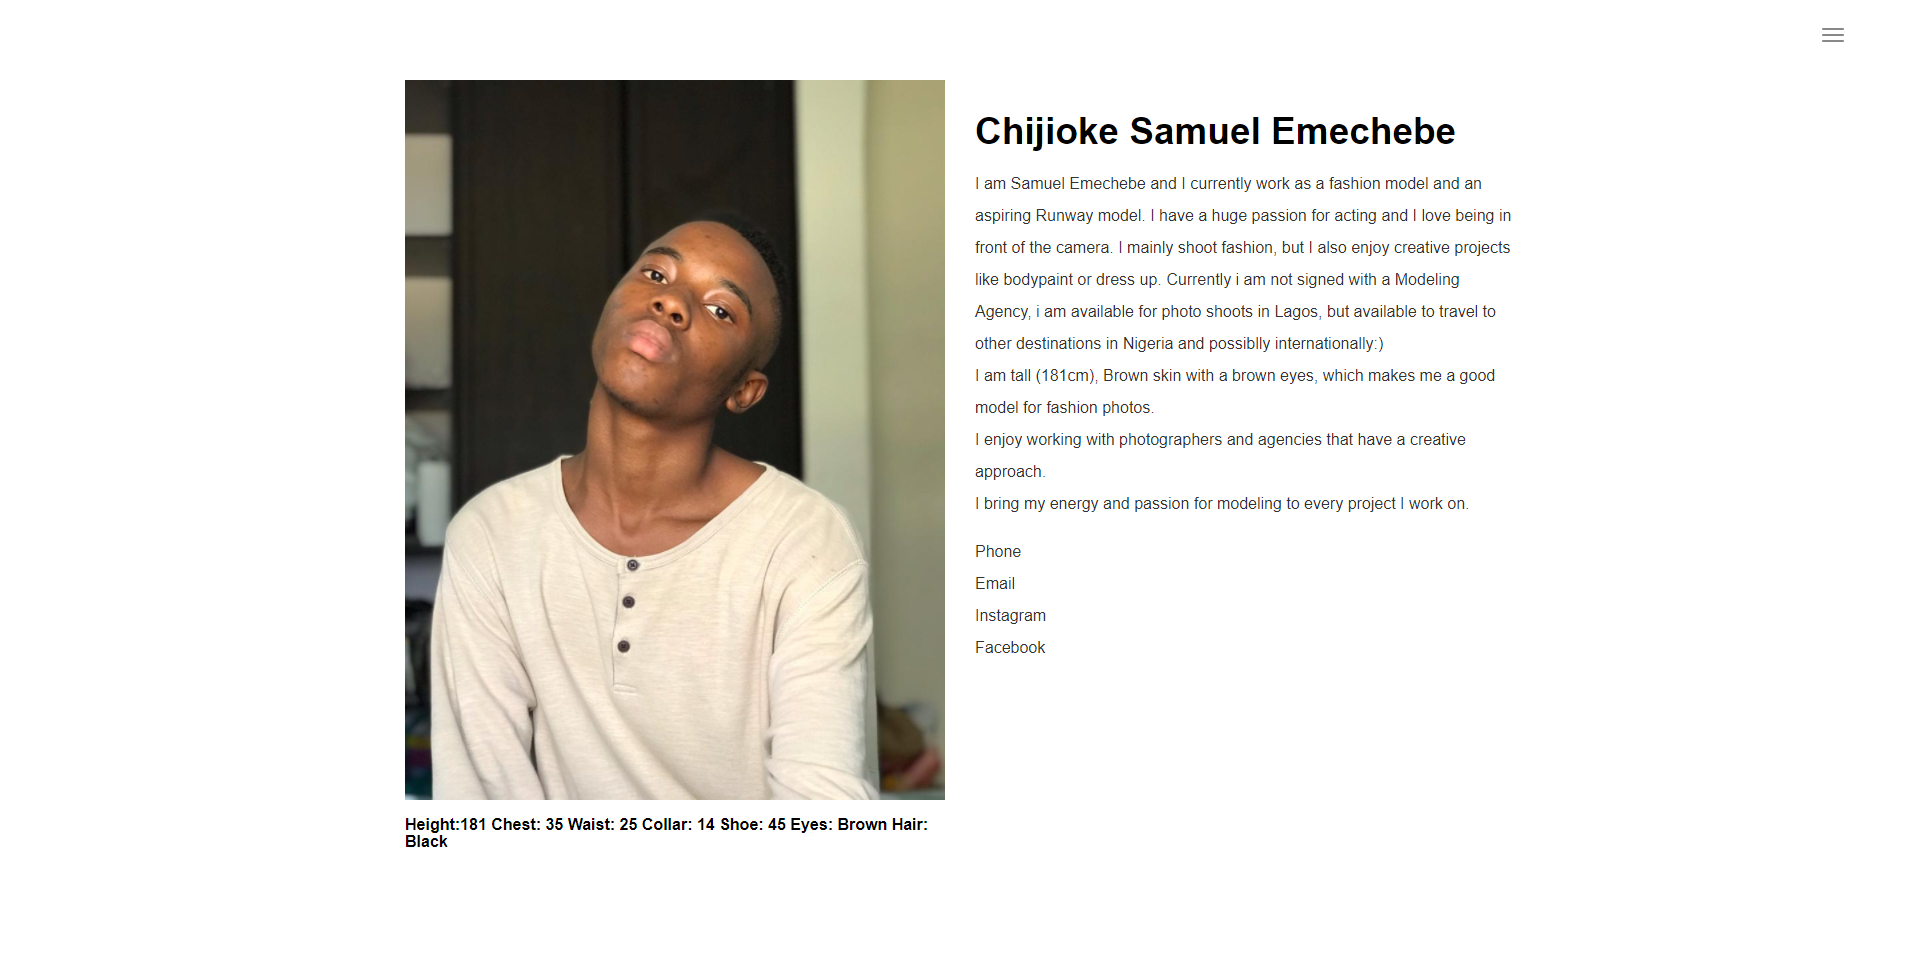 Chijioke Samuel Emechebe
I am Samuel Emechebe and I currently work as a fashion model and an
aspiring Runway model. I have a huge passion for acting and I love being in
front of the camera. I mainly shoot fashion, but I also enjoy creative projects
like bodypaint or dress up. Currently i am not signed with a Modeling
Agency, i am available for photo shoots in Lagos, but available to travel to
other destinations in Nigeria and possiblly internationally:)
I am tall (181cm), Brown skin with a brown eyes, which makes me a good
model for fashion photos.
I enjoy working with photographers and agencies that have a creative
approach.
I bring my energy and passion for modeling to every project I work on.
Phone
Email
Instagram
Facebook
Height:181 Chest: 35 Waist: 25 Collar: 14 Shoe: 45 Eyes: Brown Hair:
Black